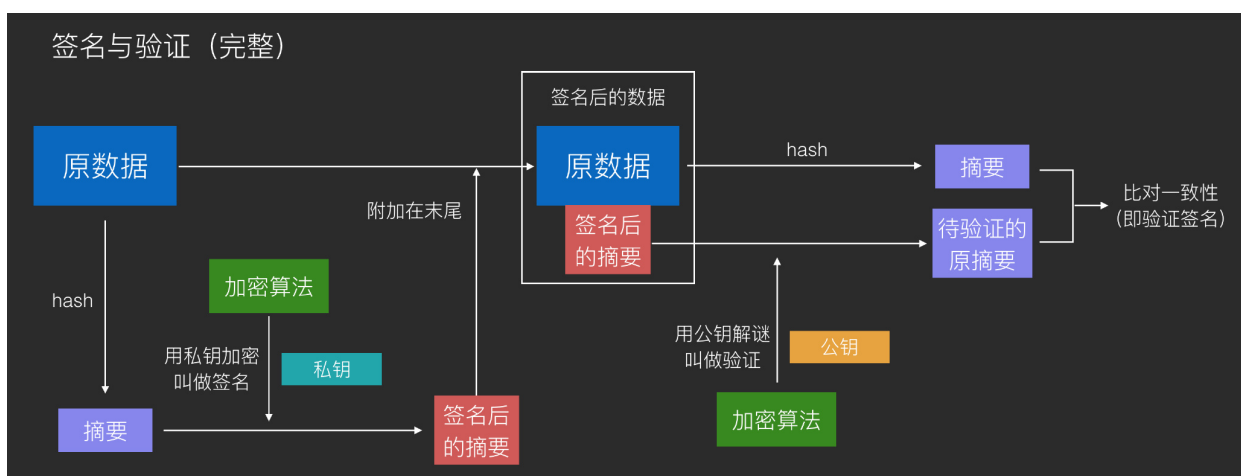 签名与验证（完整）
签名后的数据
原数据
原数据
hash
摘要
附加在末尾
签名后
的摘要
待验证的
原摘要
比对一致性
(即验证签名)
hash
加密算法
用私钥加密
叫做签名
私钥
用公钥解谜
叫做验证
公钥
摘要
签名后
的摘要
加密算法